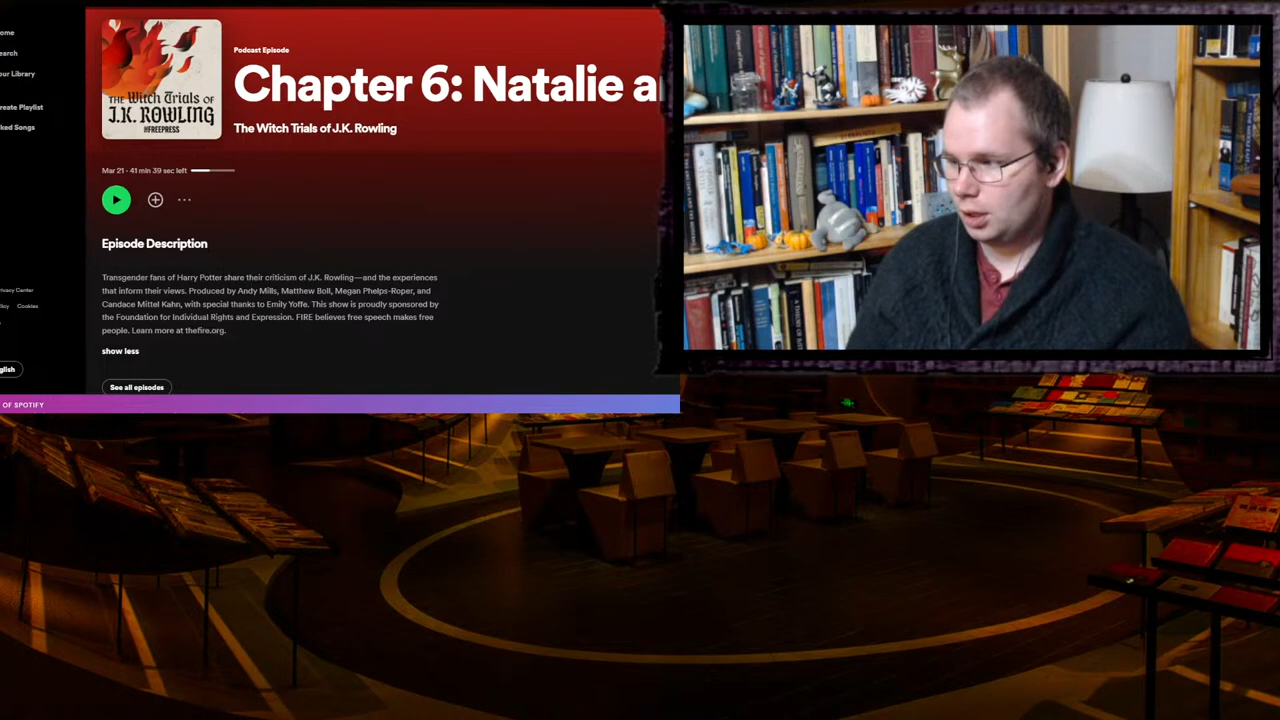 ome
earch
our Library
reate Playlist
ked Songs
rivacy Center
licy Cookies
glish
OF SPOTIFY
THE Witch Trials OF
J.K. ROWLING
#FREEPRESS
Podcast Episode
Chapter 6: Natalie a
The Witch Trials of J.K. Rowling
Mar 21 · 41 min 39 sec left
Episode Description
Transgender fans of Harry Potter share their criticism of J.K. Rowling—and the experiences
that inform their views. Produced by Andy Mills, Matthew Boll, Megan Phelps-Roper, and
Candace Mittel Kahn, with special thanks to Emily Yoffe. This show is proudly sponsored by
the Foundation for Individual Rights and Expression. FIRE believes free speech makes free
people. Learn more at thefire.org.
show less
See all episodes